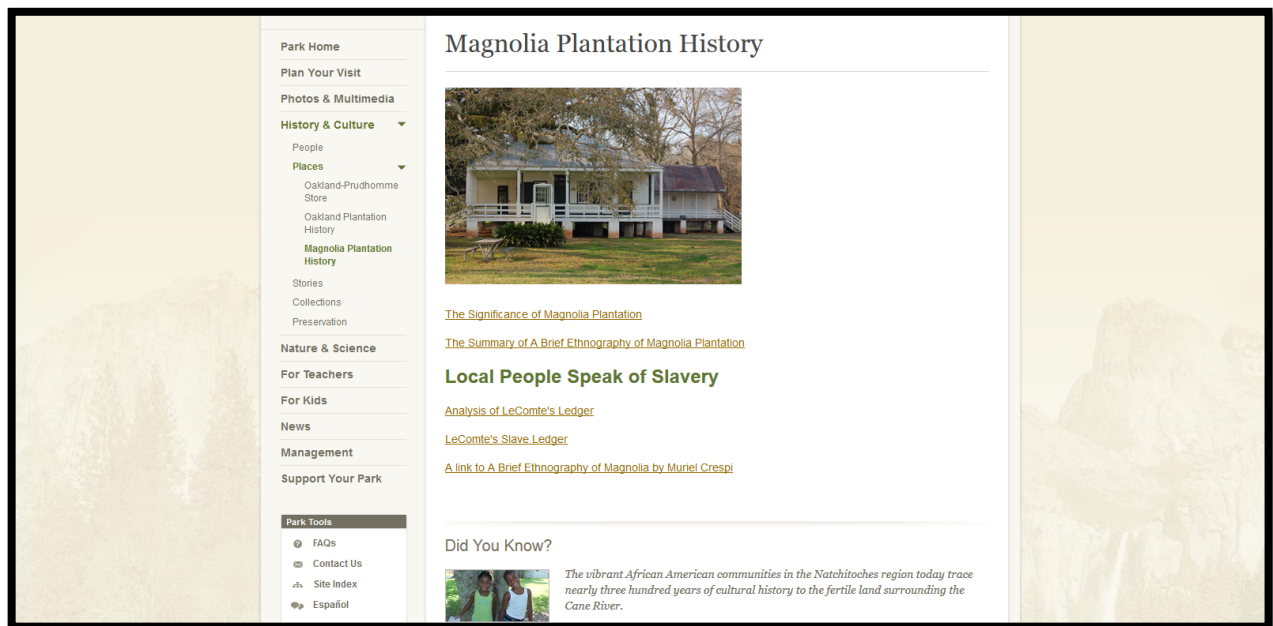 Park Home
Plan Your Visit
Photos & Multimedia
History & Culture
People
Places
Oakland-Prudhomme
Store
Oakland Plantation
History
Magnolia Plantation
History
Stories
Collections
Preservation
Nature & Science
For Teachers
For Kids
News
Management
Support Your Park
Park Tools
FAQs
Contact Us
Site Index
Español
Magnolia Plantation History
The Significance of Magnolia Plantation
The Summary of A Brief Ethnography of Magnolia Plantation
Local People Speak of Slavery
Analysis of LeComte's Ledger
LeComte's Slave Ledger
A link to A Brief Ethnography of Magnolia by Muriel Crespi
Did You Know?
The vibrant African American communities in the Natchitoches region today trace
nearly three hundred years of cultural history to the fertile land surrounding the
Cane River.